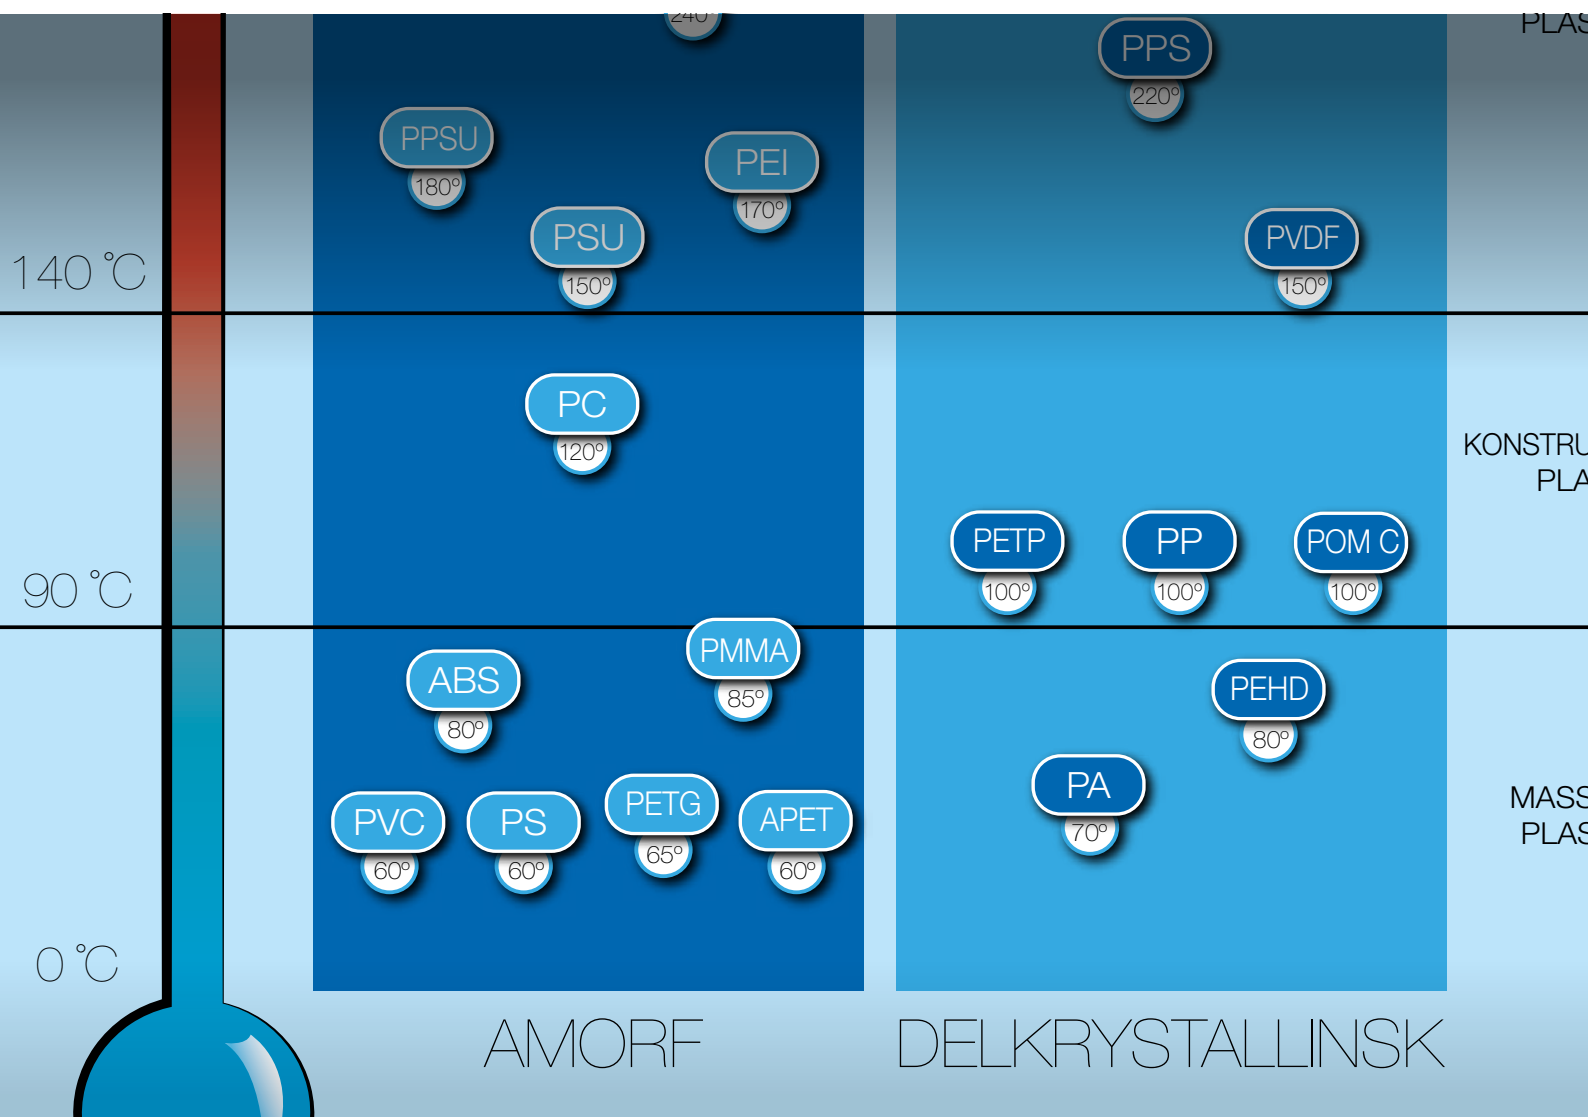 240°
PPS
220°
PPSU
180°
PEI
170°
PSU
150°
PVDF
150°
140 °C
PC
120°
KONSTRU
PLA
PETP
100°
PP
100°
POM C
100°
90 °C
PMMA
85°
ABS
80°
PEHD
80°
PA
70°
PVC
60°
PS
60°
PETG
65°
APET
60°
MASS
PLAS
0 °C
AMORF
DELKRYSTALLINSK